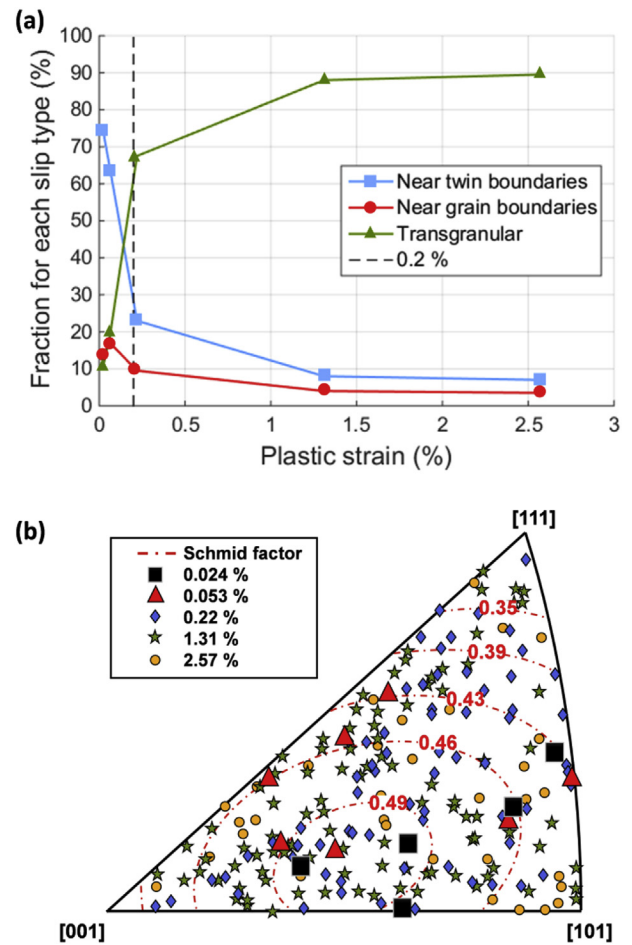 (a)
Fraction for each slip type (%)
100
90
80
70
60
50
40
30
20
10
0
0 0.5 1 1.5 2 2.5 3
Plastic strain (%)
Near twin boundaries
Near grain boundaries
Transgranular
0.2 %
(b)
[111]
Schmid factor
0.024 %
0.053 %
0.22 %
1.31 %
2.57 %
0.35
0.39
0.43
0.46
0.49
[001] [101]